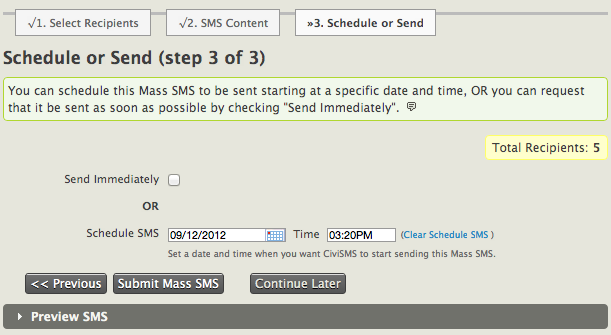 √1. Select Recipients √2. SMS Content »3. Schedule or Send
Schedule or Send (step 3 of 3)
You can schedule this Mass SMS to be sent starting at a specific date and time, OR you can request
that it be sent as soon as possible by checking "Send Immediately".
Total Recipients: 5
Send Immediately
OR
Schedule SMS 09/12/2012 Time 03:20PM (Clear Schedule SMS )
Set a date and time when you want CiviSMS to start sending this Mass SMS.
<< Previous Submit Mass SMS Continue Later
Preview SMS